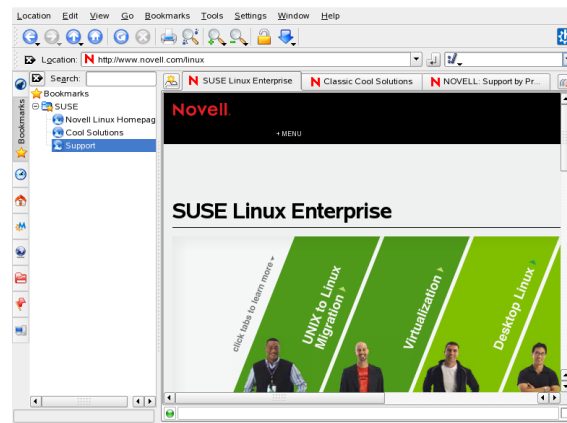 Location Edit View Go Bookmarks Tools Settings Window Help
Location: N http://www.novell.com/linux
Search:
N SUSE Linux Enterprise N Classic Cool Solutions N NOVELL: Support by Pr...
Bookmarks
Bookmarks
SUSE
Novell Linux Homepag
Cool Solutions
Support
Novell.
+ MENU
SUSE Linux Enterprise
click tabs to learn more
UNIX to Linux
Migration
Virtualization
Desktop Linux